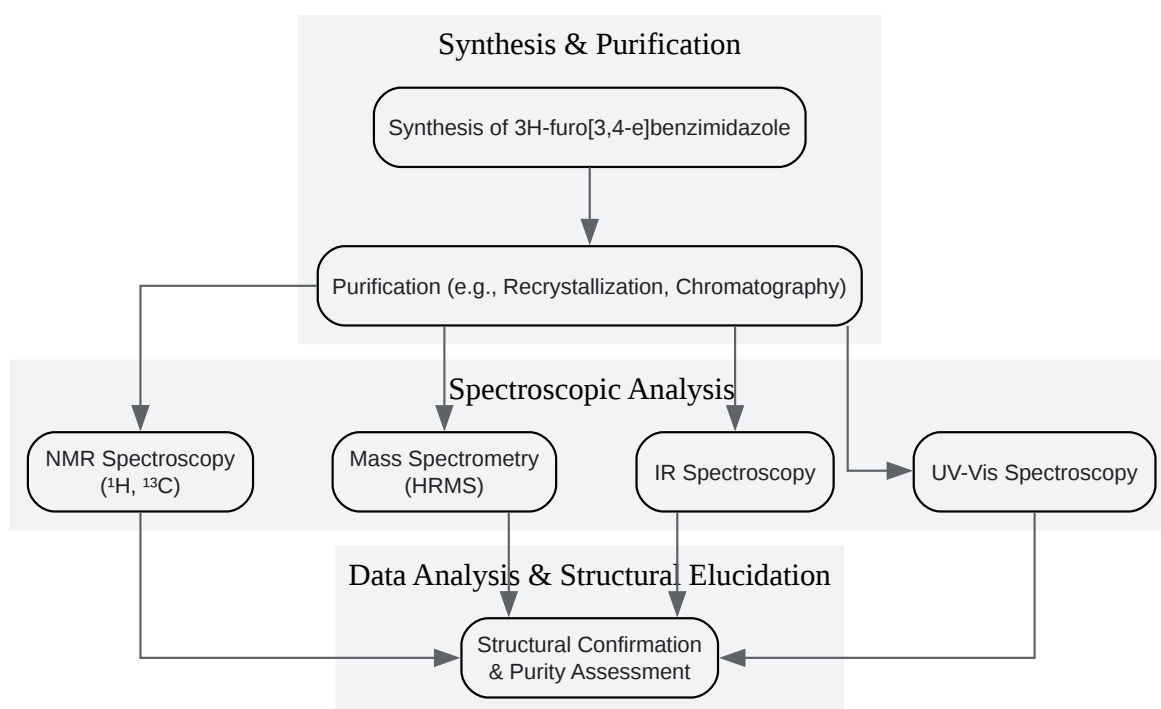 Synthesis & Purification
Synthesis of 3H-furo[3,4-e]benzimidazole
Purification (e.g., Recrystallization, Chromatography)
Spectroscopic Analysis
NMR Spectroscopy
(¹H, ¹³C)
Mass Spectrometry
(HRMS)
IR Spectroscopy
UV-Vis Spectroscopy
Data Analysis & Structural Elucidation
Structural Confirmation
& Purity Assessment